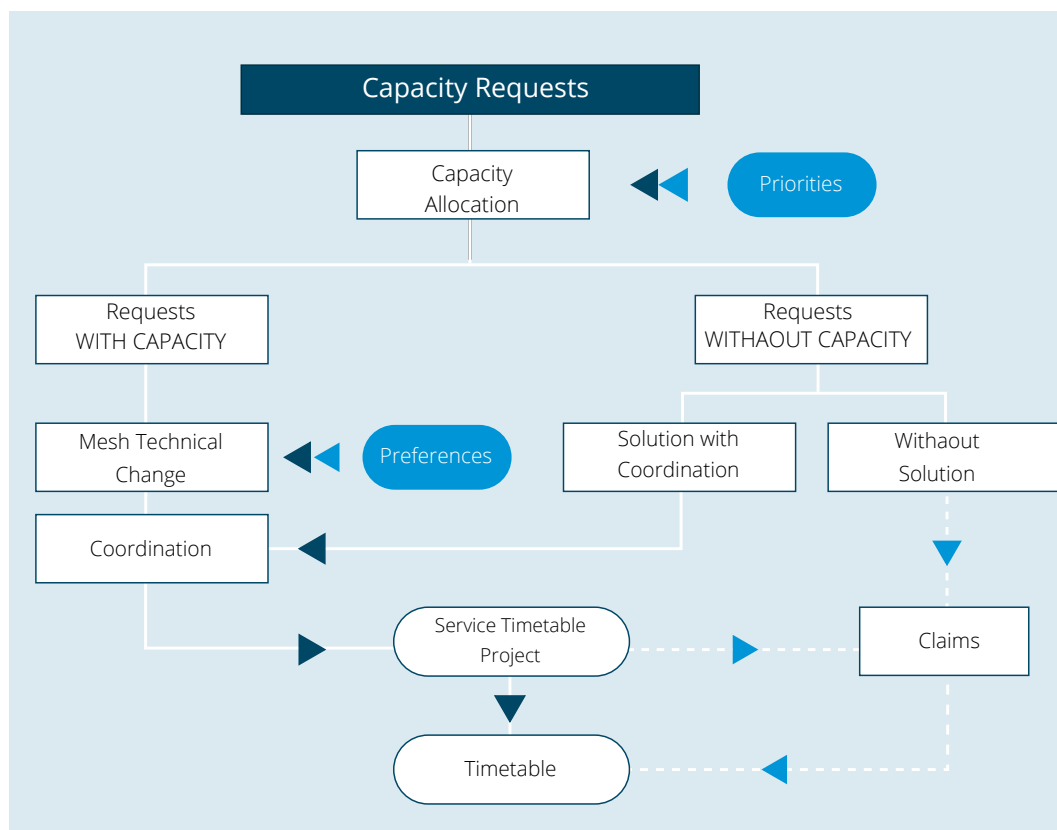 Capacity Requests
Capacity
Allocation
Priorities
Requests
WITH CAPACITY
Requests
WITHAOUT CAPACITY
Mesh Technical
Change
Preferences
Solution with
Coordination
Withaout
Solution
Coordination
Service Timetable
Project
Claims
Timetable